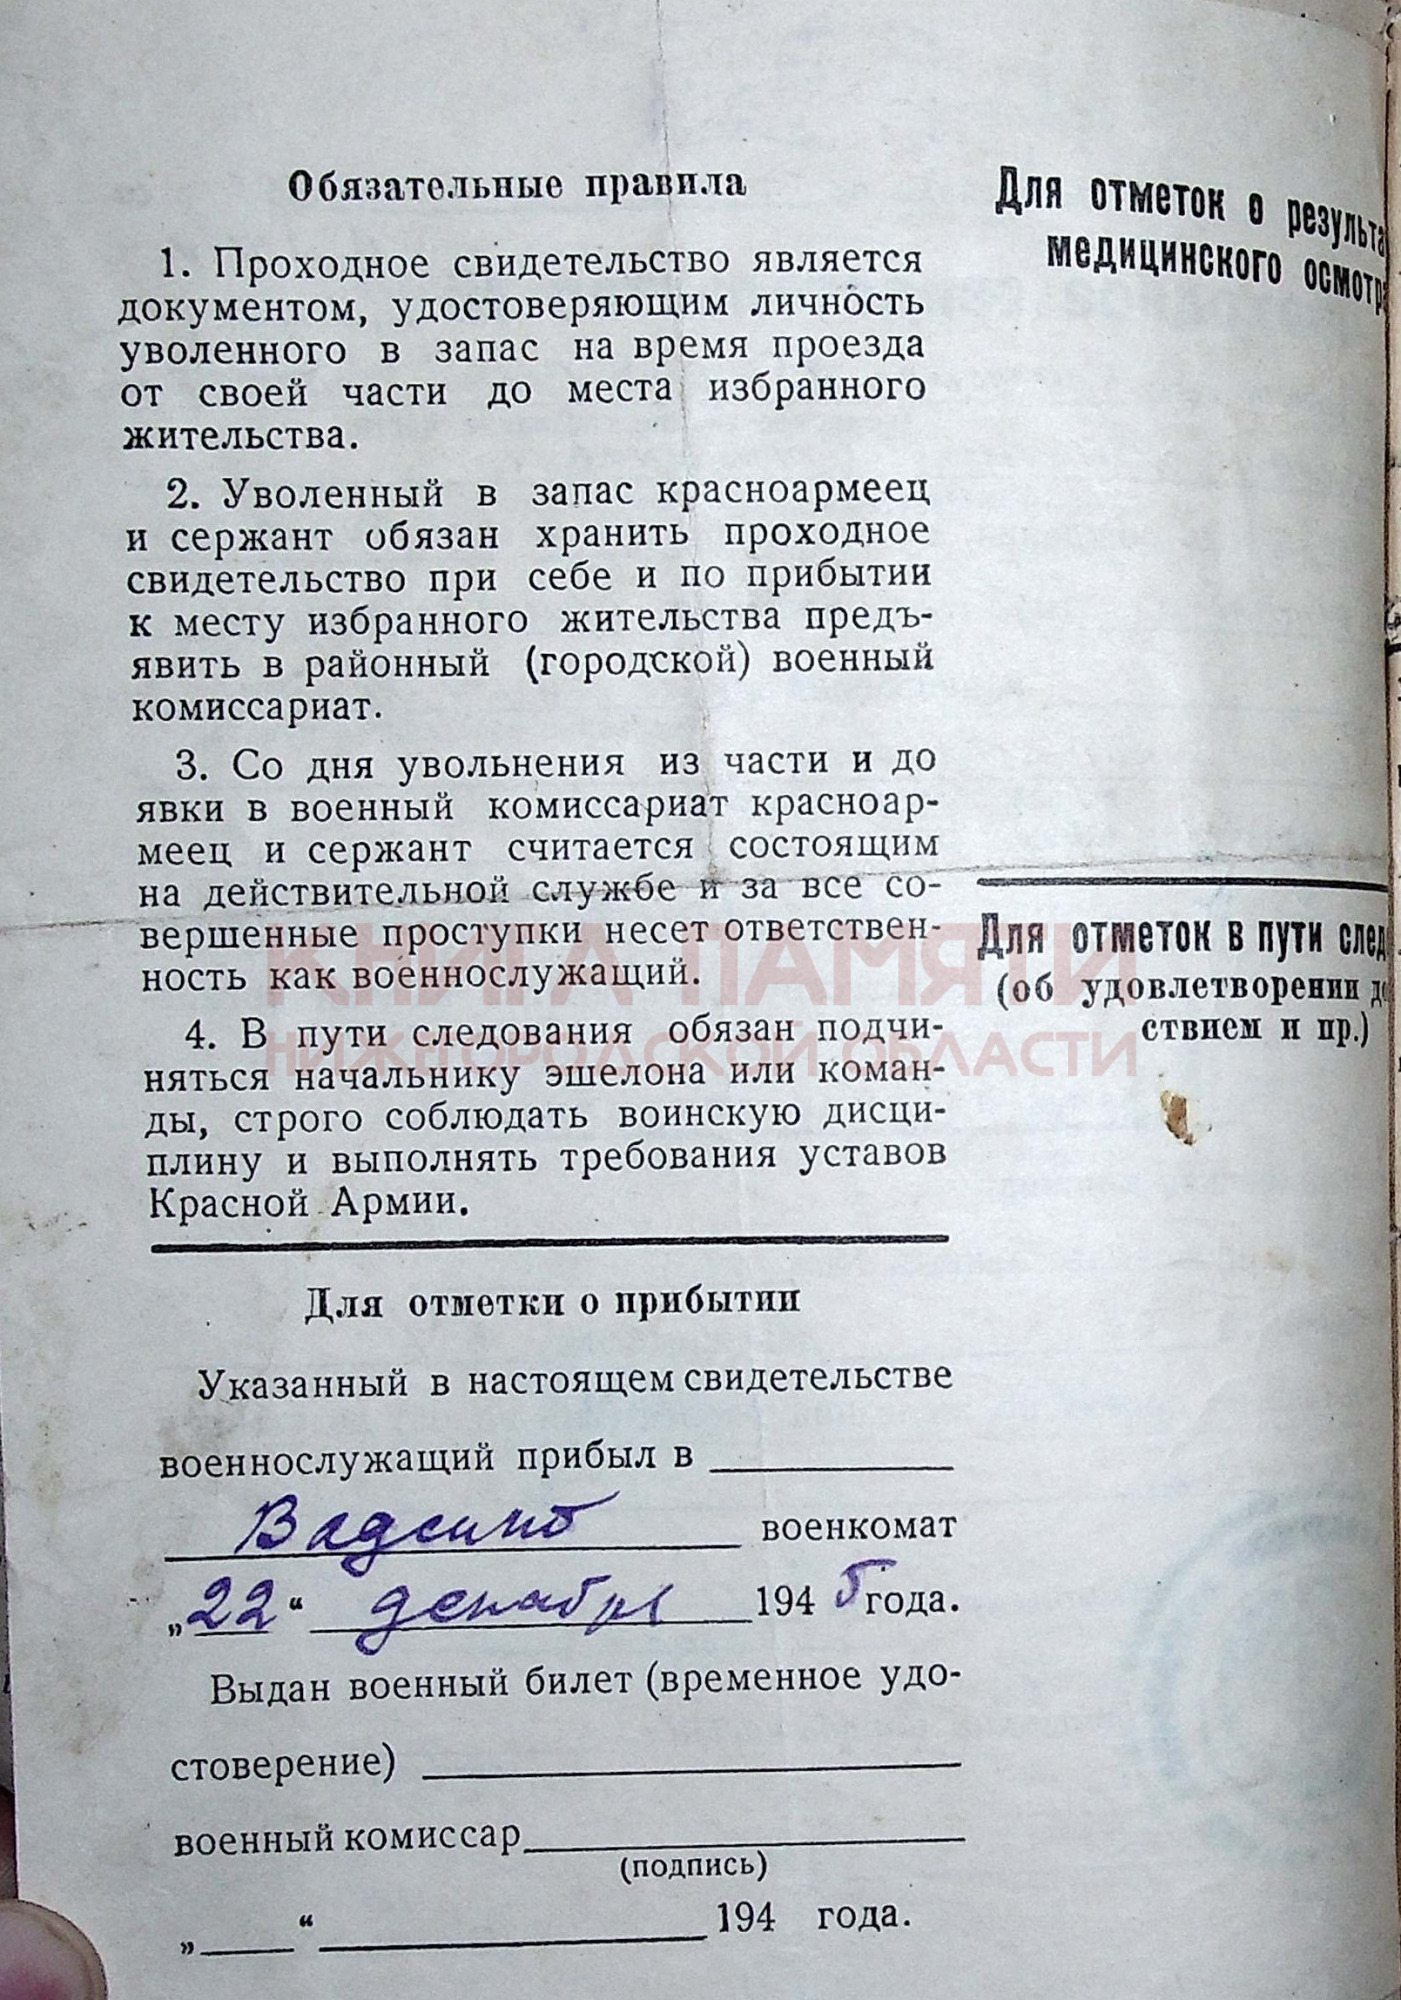 Обязательные правила
1. Проходное свидетельство является
документом, удостоверяющим личность
уволенного в запас на время проезда
от своей части до места избранного
жительства.
2. Уволенный в запас красноармеец
и сержант обязан хранить проходное
свидетельство при себе и по прибытии
к месту избранного жительства предъ-
явить в районный (городской) военный
комиссариат.
3. Со дня увольнения из части и до
явки в военный комиссариат красноар-
меец и сержант считается состоящим
на действительной службе и за все со-
вершенные проступки несет ответствен-
ность как военнослужащий.
4. В пути следования обязан подчи-
няться начальнику эшелона или коман-
ды, строго соблюдать воинскую дисци-
плину и выполнять требования уставов
Красной Армии.
Для отметки о прибытии
Указанный в настоящем свидетельстве
военнослужащий прибыл в
военкомат
„22“ декабря 1945 года.
Выдан военный билет (временное удо-
стоверение)
военный комиссар
(подпись)
„ “ 194 года.
Для отметок о результа
медицинского осмотра
Для отметок в пути след
(об удовлетворении
ствием и пр.)
КНИГА ПАМЯТИ
НИЖЕГОРОДСКОЙ ОБЛАСТИ